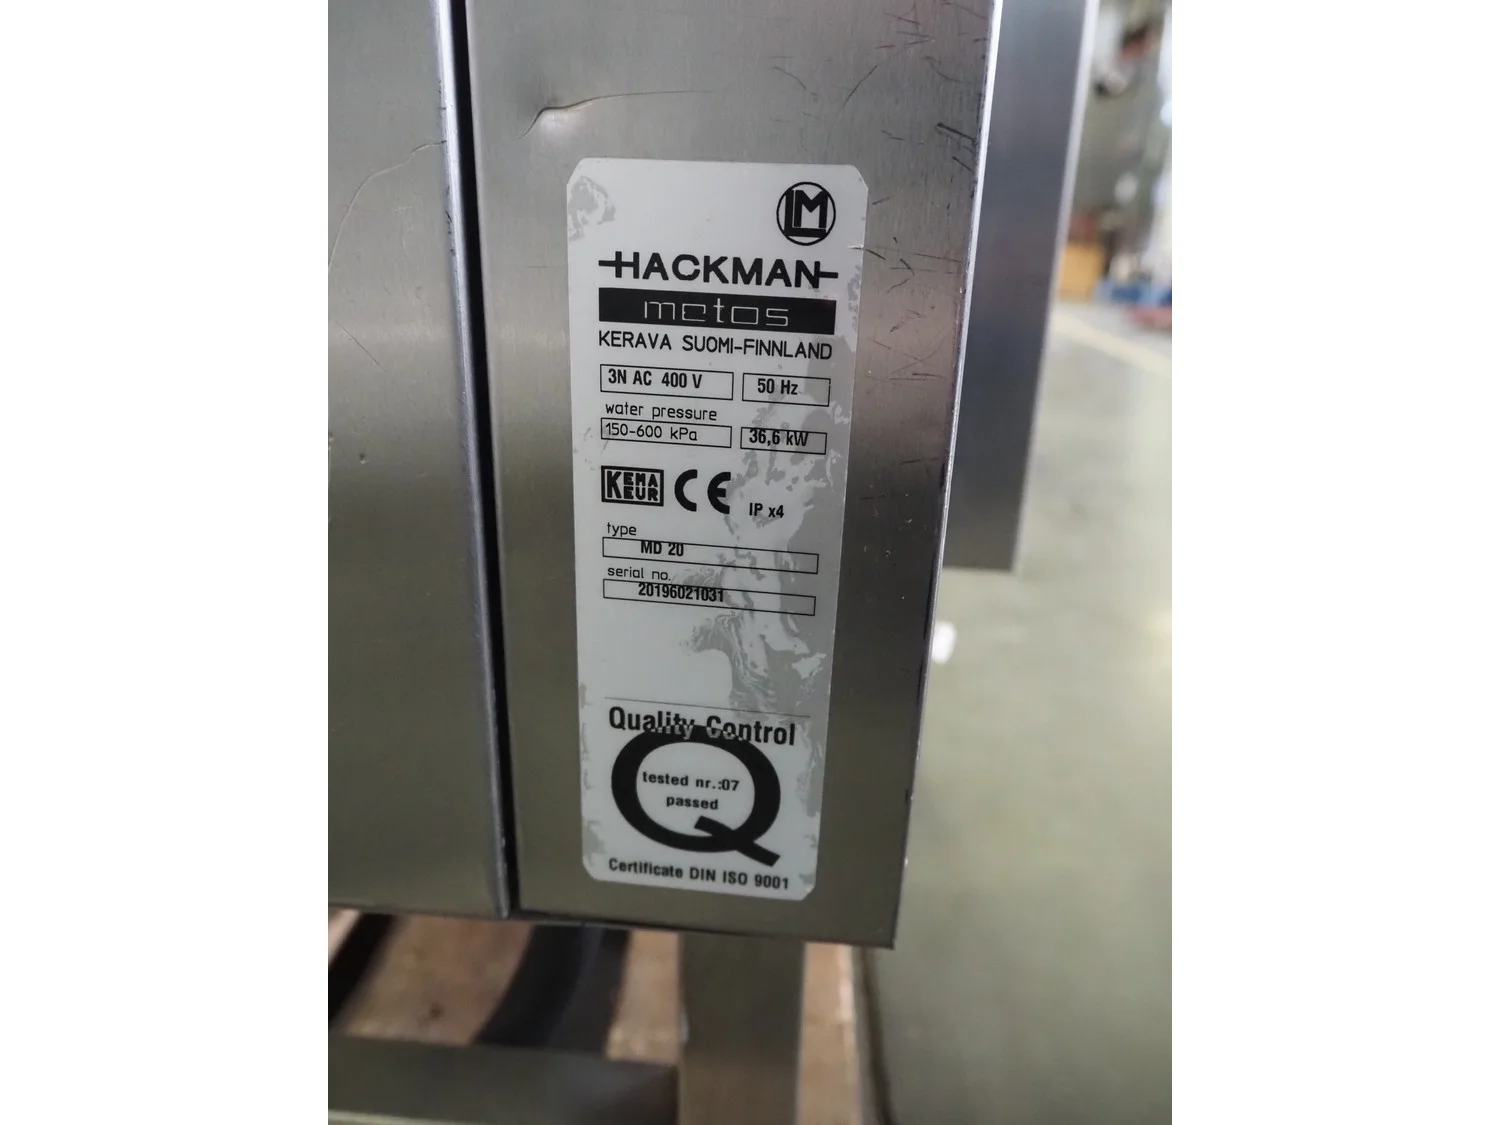 LM
HACKMAN
metos
KERAVA SUOMI-FINNLAND
3N AC 400 V 50 Hz
water pressure
150-600 kPa 36,6 kW
KEMA EUR CE IP x4
type
MD 20
serial no.
20196021031
Quality Control
tested nr.:07
passed
Certificate DIN ISO 9001